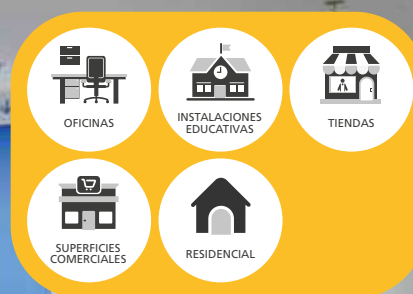 OFICINAS
INSTALACIONES
EDUCATIVAS
TIENDAS
SUPERFICIES
COMERCIALES
RESIDENCIAL